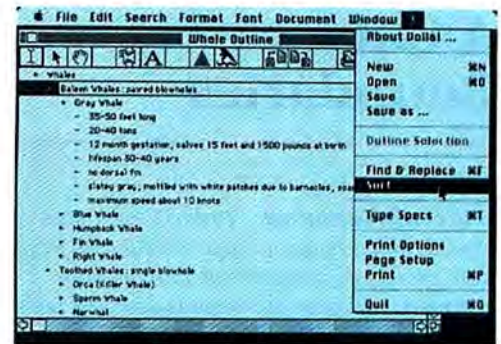 File Edit Search Format Font Document Window
Whale Outline
Whales
Baleen Whales: paired blowholes
Gray Whale
- 35-50 feet long
- 20-40 tons
- 12 month gestation, calves 15 feet and 1500 pounds at birth
- lifespan 50-40 years
- no dorsal fin
- slatey gray; mottled with white patches due to barnacles,
- maximum speed about 10 knots
Blue Whale
Humpback Whale
Fin Whale
Right Whale
Toothed Whales: single blowhole
Orca (Killer Whale)
Sperm Whale
Narwhal
About Dollal ...
New ⌘N
Open ⌘O
Save
Save as ...
Outline Selection
Find & Replace ⌘F
Sort
Type Specs ⌘T
Print Options
Page Setup
Print ⌘P
Quit ⌘Q